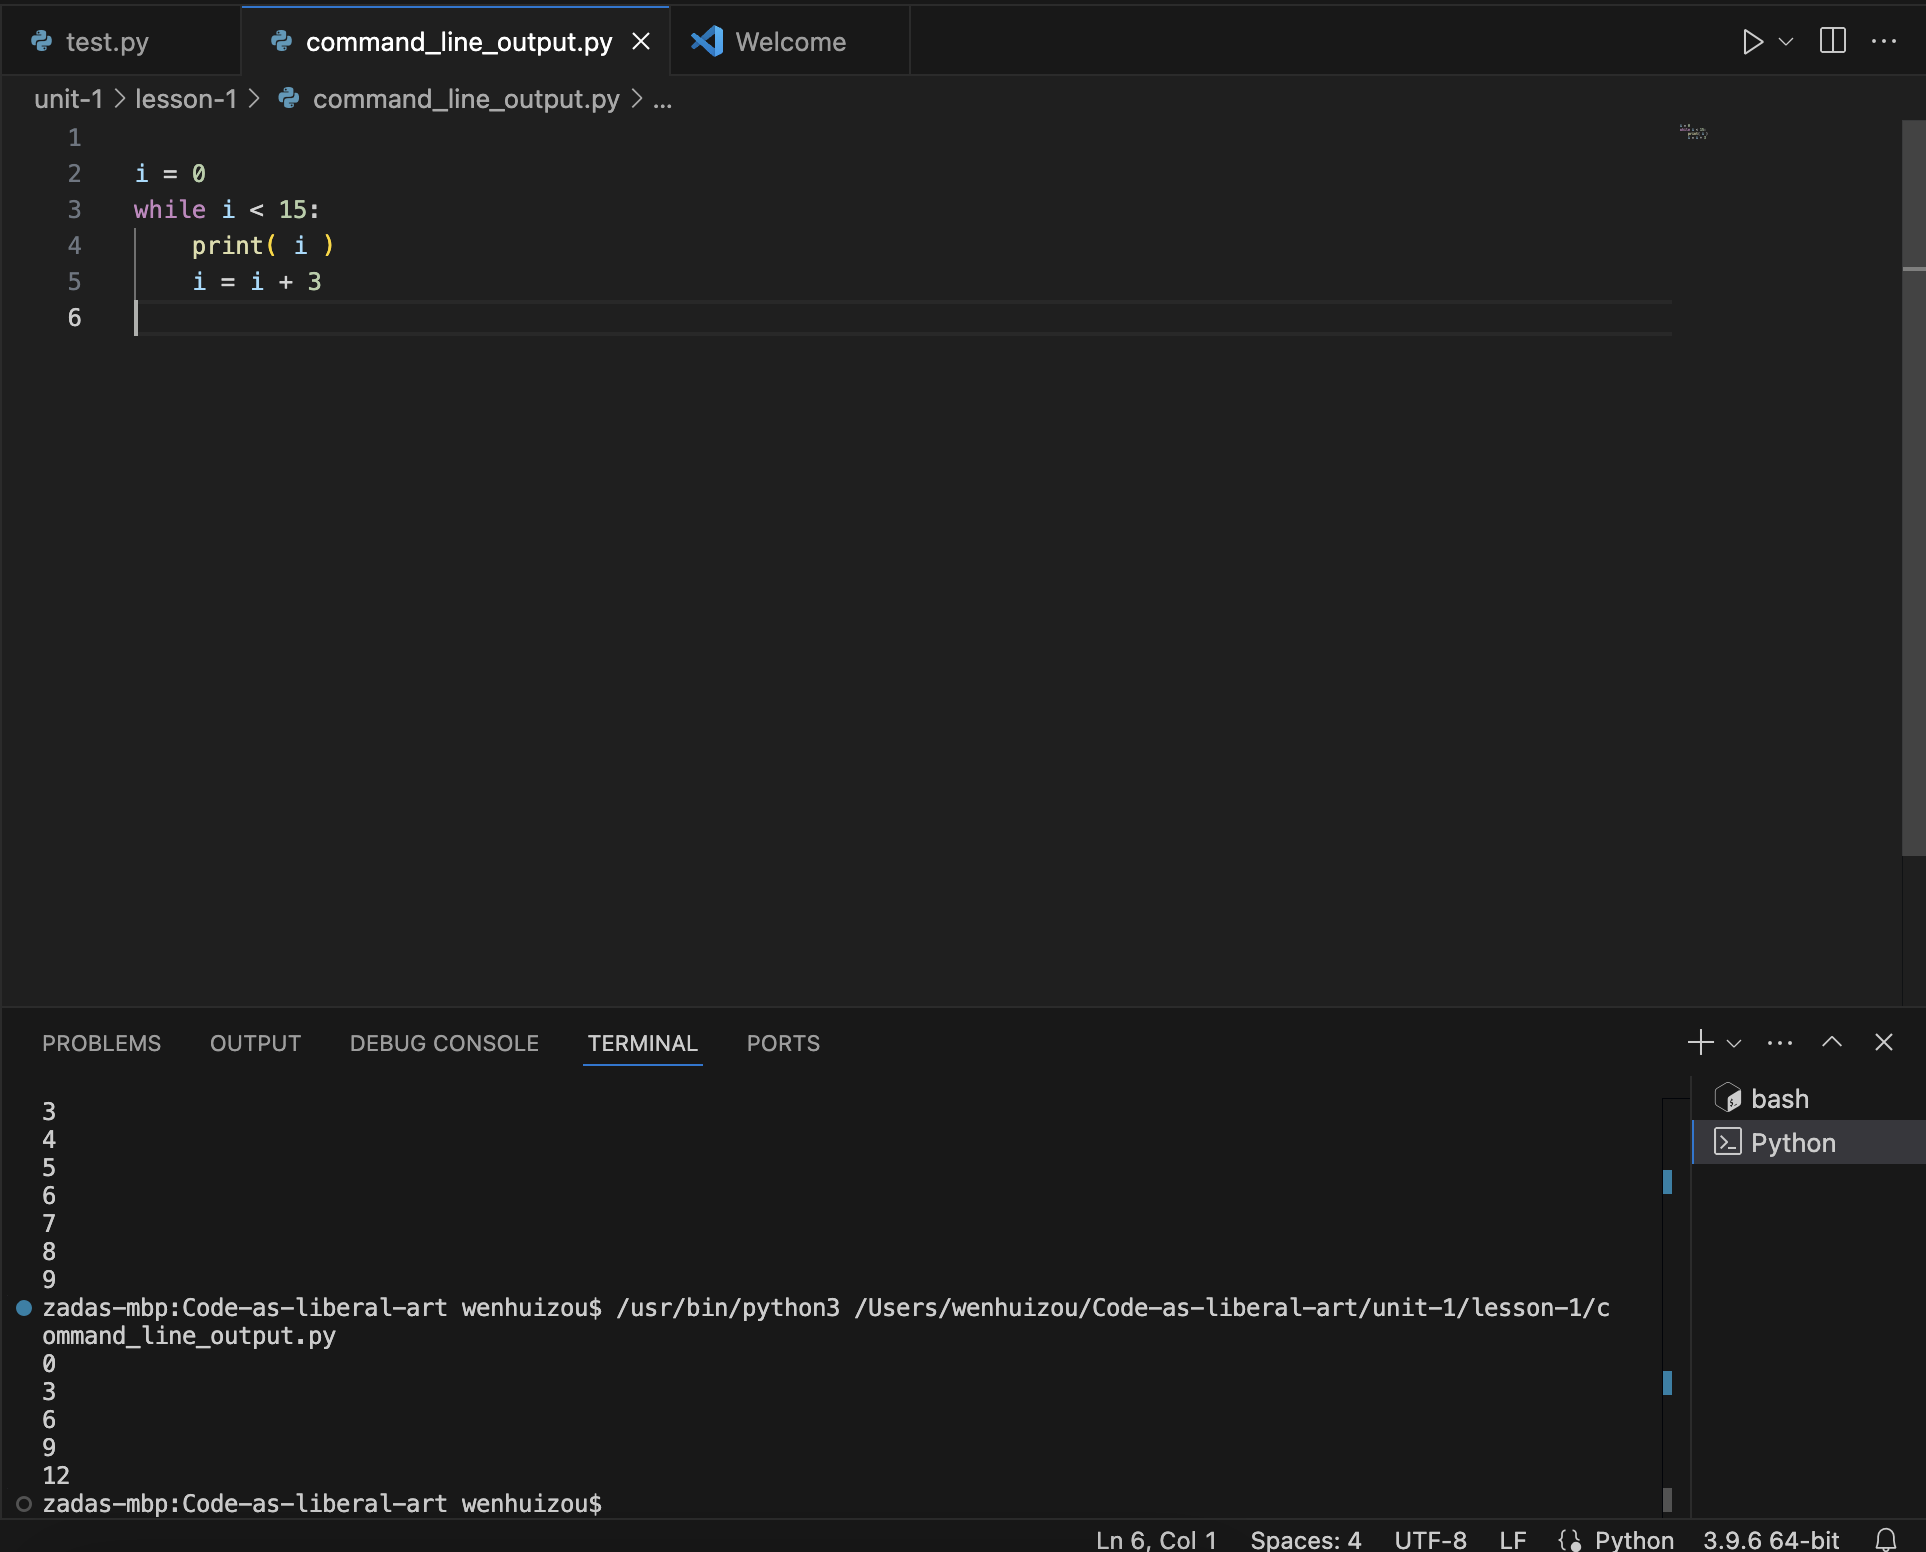 test.py
command_line_output.py
Welcome
unit-1 > lesson-1 > command_line_output.py > ...
1
2 i = 0
3 while i < 15:
4 print( i )
5 i = i + 3
6
PROBLEMS OUTPUT DEBUG CONSOLE TERMINAL PORTS
bash
Python
3
4
5
6
7
8
9
zadas-mbp:Code-as-liberal-art wenhuizou$ /usr/bin/python3 /Users/wenhuizou/Code-as-liberal-art/unit-1/lesson-1/c
ommand_line_output.py
0
3
6
9
12
zadas-mbp:Code-as-liberal-art wenhuizou$
Ln 6, Col 1 Spaces: 4 UTF-8 LF Python 3.9.6 64-bit